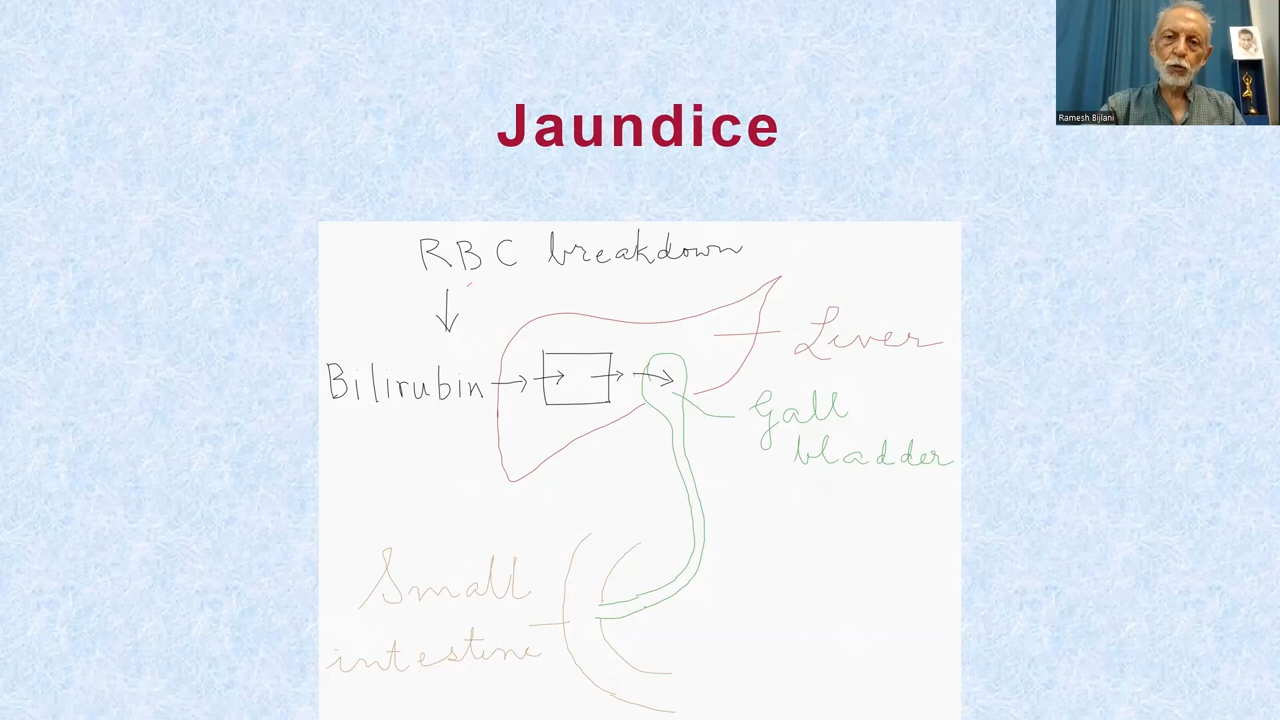 Ramesh Bijlani
Jaundice
RBC breakdown
Bilirubin
Liver
Gall
bladder
Small
intestine